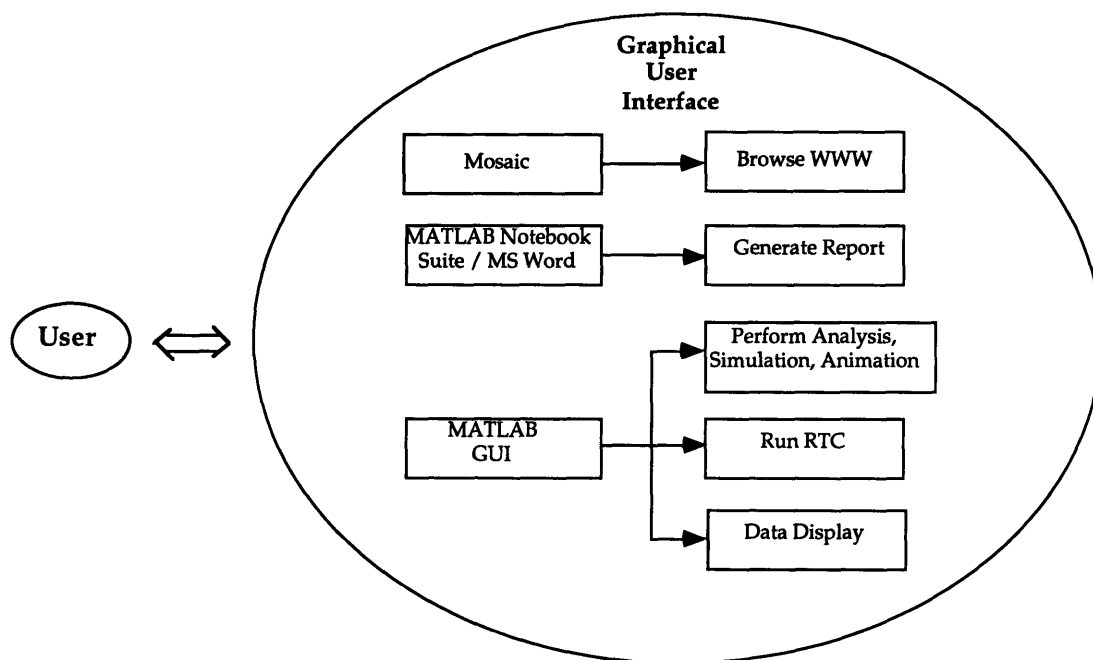 Graphical
User
Interface
Mosaic
Browse WWW
MATLAB Notebook
Suite / MS Word
Generate Report
User
Perform Analysis,
Simulation, Animation
MATLAB
GUI
Run RTC
Data Display